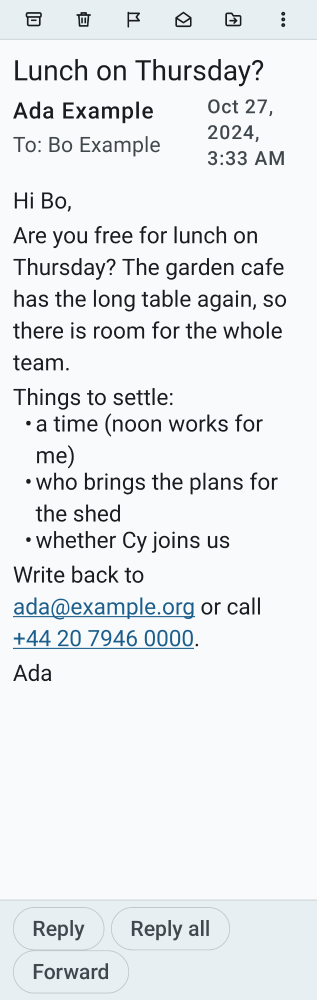 Lunch on Thursday?
Ada Example
Oct 27,
2024,
3:33 AM
To: Bo Example
Hi Bo,
Are you free for lunch on
Thursday? The garden cafe
has the long table again, so
there is room for the whole
team.
Things to settle:
• a time (noon works for
me)
• who brings the plans for
the shed
• whether Cy joins us
Write back to
ada@example.org or call
+44 20 7946 0000.
Ada
Reply
Reply all
Forward